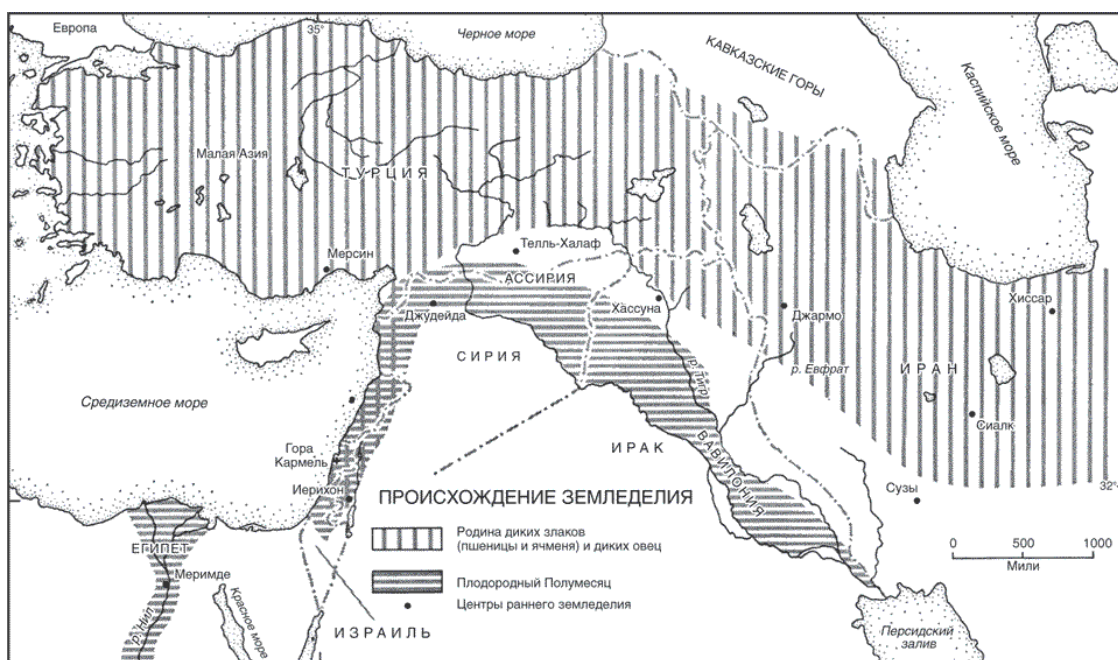 Европа
35°
Черное море
КАВКАЗСКИЕ ГОРЫ
Каспийское море
Малая Азия
ТУРЦИЯ
Мерсин
Телль-Халаф
АССИРИЯ
Хассуна
Джудейда
Джармо
Хиссар
СИРИЯ
р. Тигр
р. Евфрат
ИРАН
Средиземное море
Сиалк
Гора
Кармель
ИРАК
ВАВИЛОНИЯ
Иерихон
Сузы
32°
ПРОИСХОЖДЕНИЕ ЗЕМЛЕДЕЛИЯ
Родина диких злаков
(пшеницы и ячменя) и диких овец
Плодородный Полумесяц
Центры раннего земледелия
0 500 1000
Мили
ЕГИПЕТ
Меримде
р. Нил
Красное море
ИЗРАИЛЬ
Персидский
залив